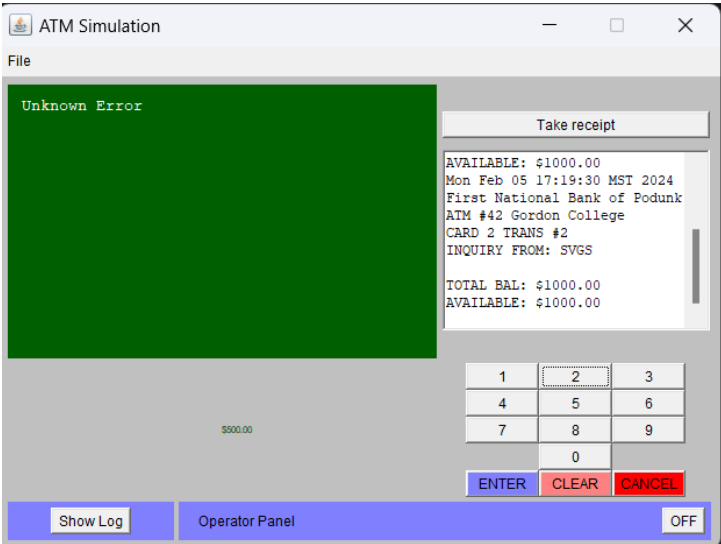 ATM Simulation
File
Unknown Error
Take receipt
AVAILABLE: $1000.00
Mon Feb 05 17:19:30 MST 2024
First National Bank of Podunk
ATM #42 Gordon College
CARD 2 TRANS #2
INQUIRY FROM: SVGS
TOTAL BAL: $1000.00
AVAILABLE: $1000.00
1 2 3
4 5 6
$500.00
7 8 9
0
ENTER CLEAR CANCEL
Show Log Operator Panel OFF